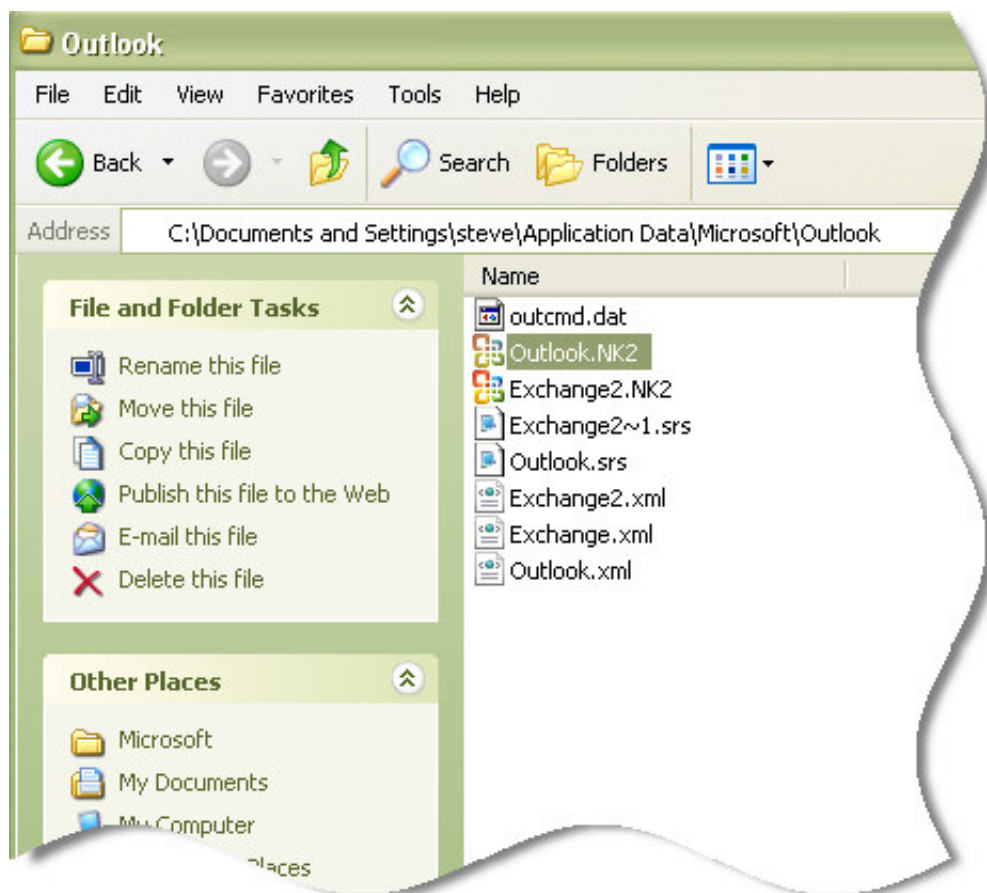 Outlook
File Edit View Favorites Tools Help
Back Search Folders
Address C:\Documents and Settings\steve\Application Data\Microsoft\Outlook
File and Folder Tasks
Rename this file
Move this file
Copy this file
Publish this file to the Web
E-mail this file
Delete this file
Other Places
Microsoft
My Documents
My Computer
Places
Name
outcmd.dat
Outlook.NK2
Exchange2.NK2
Exchange2~1.srs
Outlook.srs
Exchange2.xml
Exchange.xml
Outlook.xml